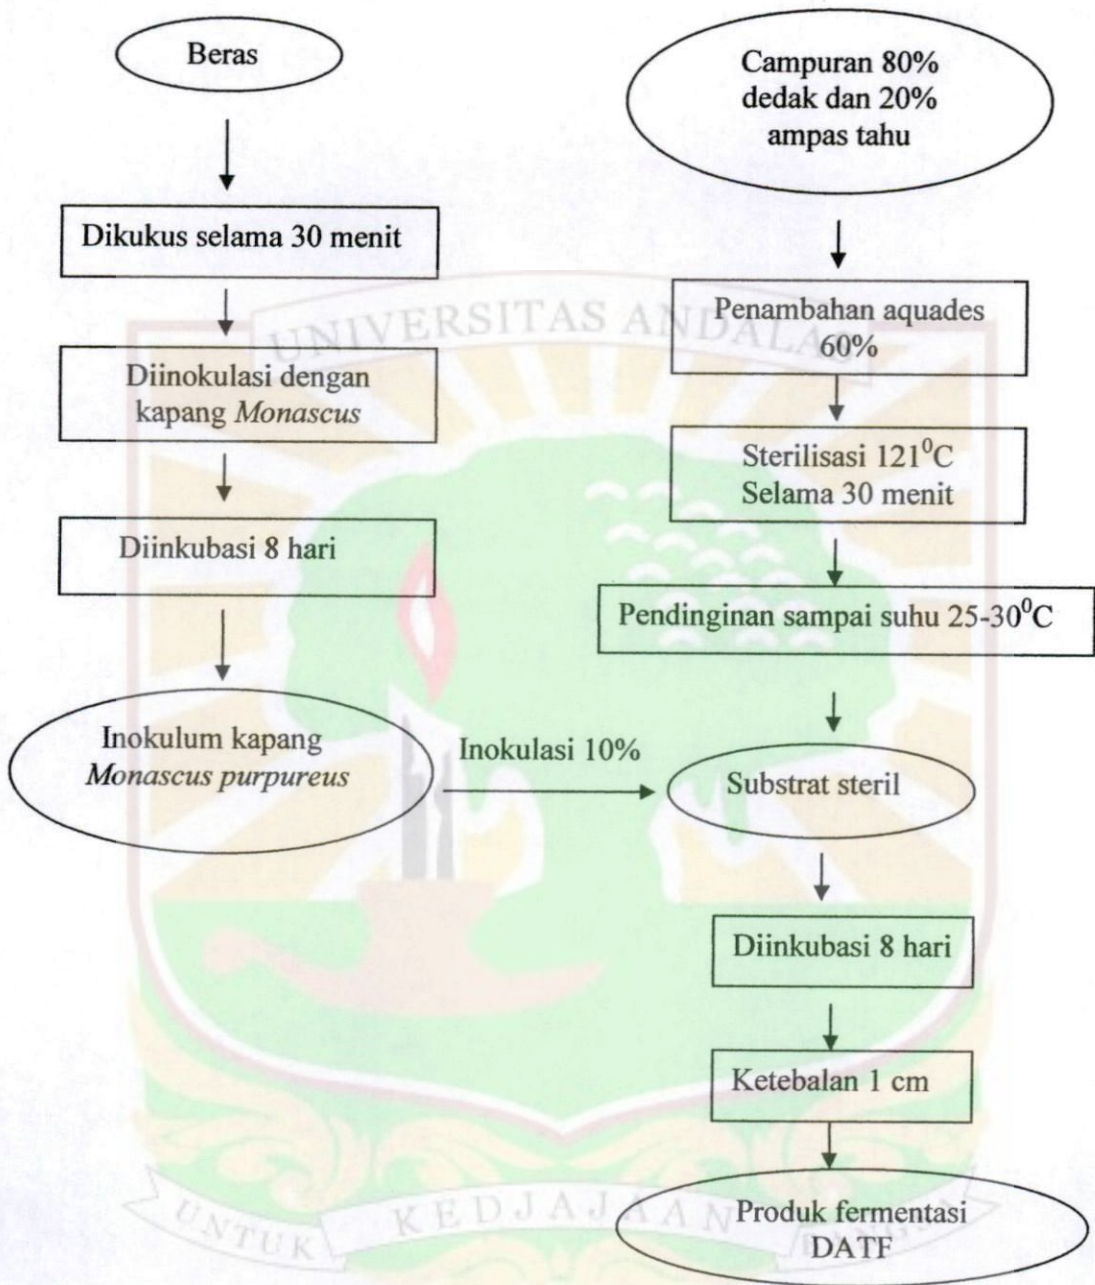 Beras
Dikukus selama 30 menit
Diinokulasi dengan
kapang Monascus
Diinkubasi 8 hari
Inokulum kapang
Monascus purpureus
Inokulasi 10%
Campuran 80%
dedak dan 20%
ampas tahu
Penambahan aquades
60%
Sterilisasi 121⁰C
Selama 30 menit
Pendinginan sampai suhu 25-30⁰C
Substrat steril
Diinkubasi 8 hari
Ketebalan 1 cm
Produk fermentasi
DATF
UNIVERSITAS ANDALAS
UNTUK KEDJAJAAN BANGSA